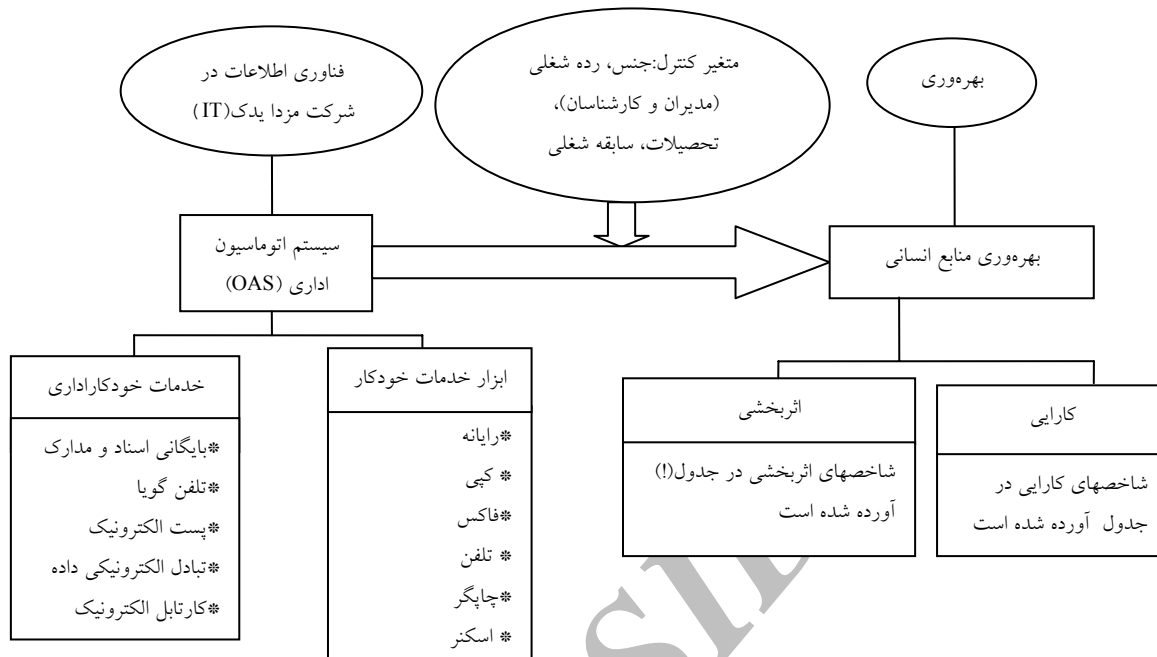 فناوری اطلاعات در
شرکت مزدا یدک(IT)
متغیر کنترل:جنس، رده شغلی
(مدیران و کارشناسان)،
تحصیلات، سابقه شغلی
بهره‌وری
سیستم اتوماسیون
اداری (OAS)
بهره‌وری منابع انسانی
خدمات خودکاراداری
*بایگانی اسناد و مدارک
*تلفن گویا
*پست الکترونیک
*تبادل الکترونیکی داده
*کارتابل الکترونیک
ابزار خدمات خودکار
*رایانه
* کپی
*فاکس
* تلفن
*چاپگر
* اسکنر
اثربخشی
شاخصهای اثربخشی در جدول(!)
آورده شده است
کارایی
شاخصهای کارایی در
جدول آورده شده است